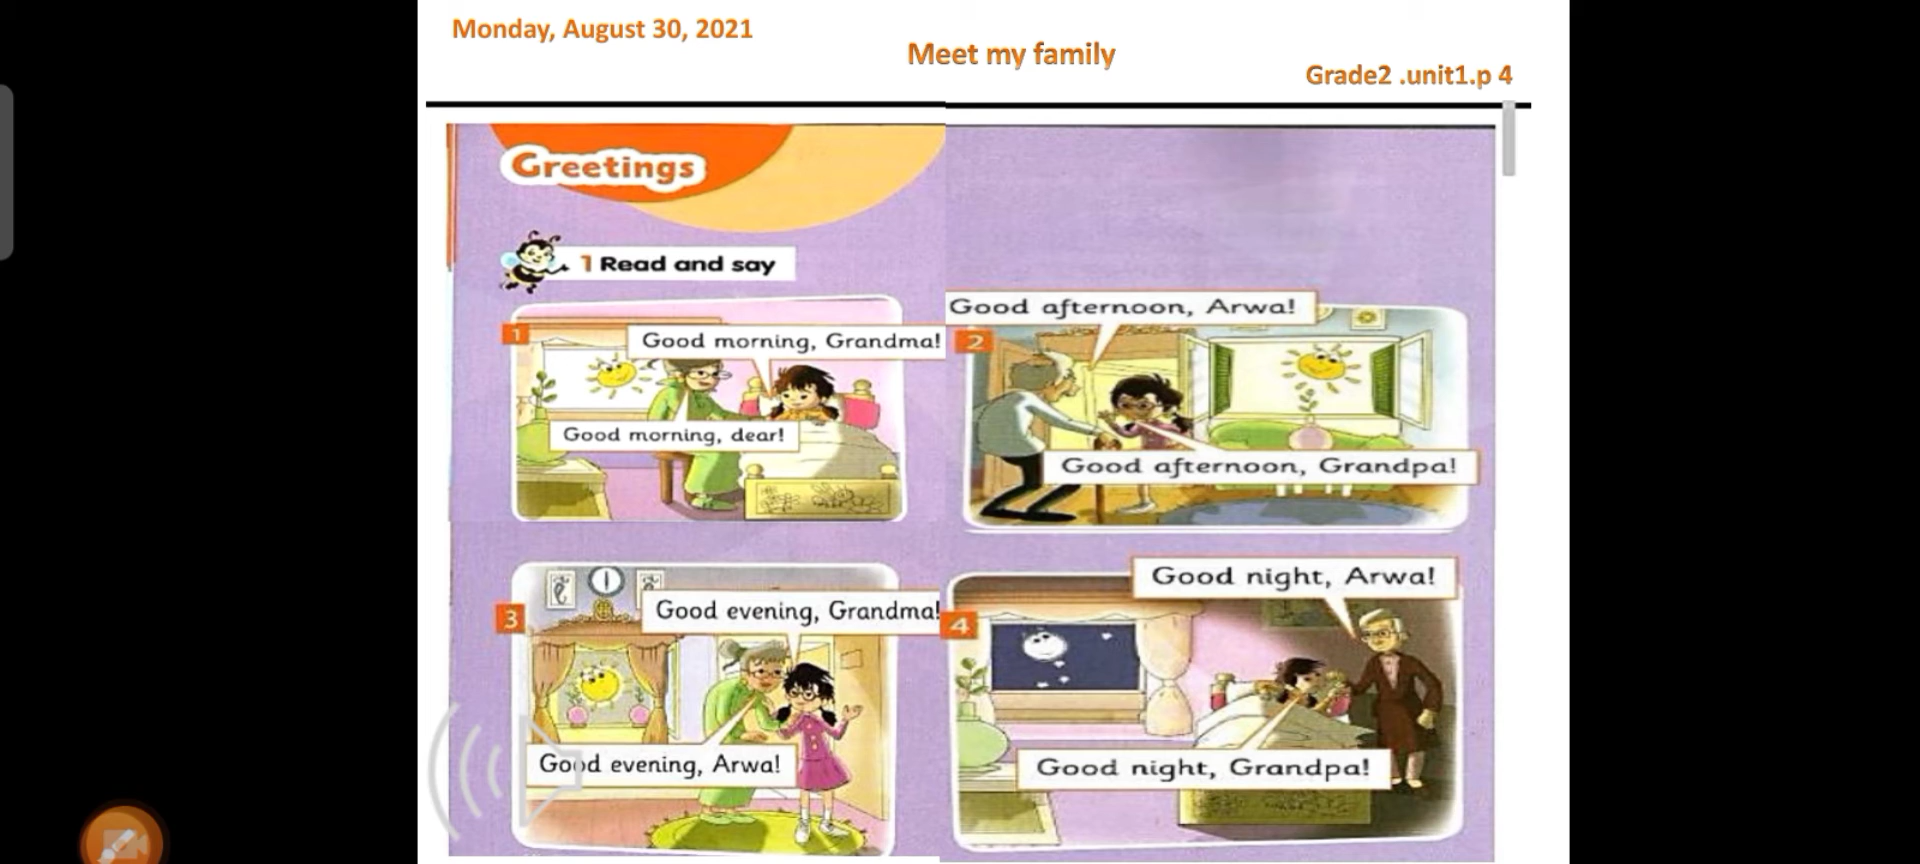 Monday, August 30, 2021
Meet my family
Grade2 .unit1.p 4
Greetings
1 Read and say
1
Good morning, Grandma!
Good morning, dear!
2
Good afternoon, Arwa!
Good afternoon, Grandpa!
3
Good evening, Grandma!
Good evening, Arwa!
4
Good night, Arwa!
Good night, Grandpa!